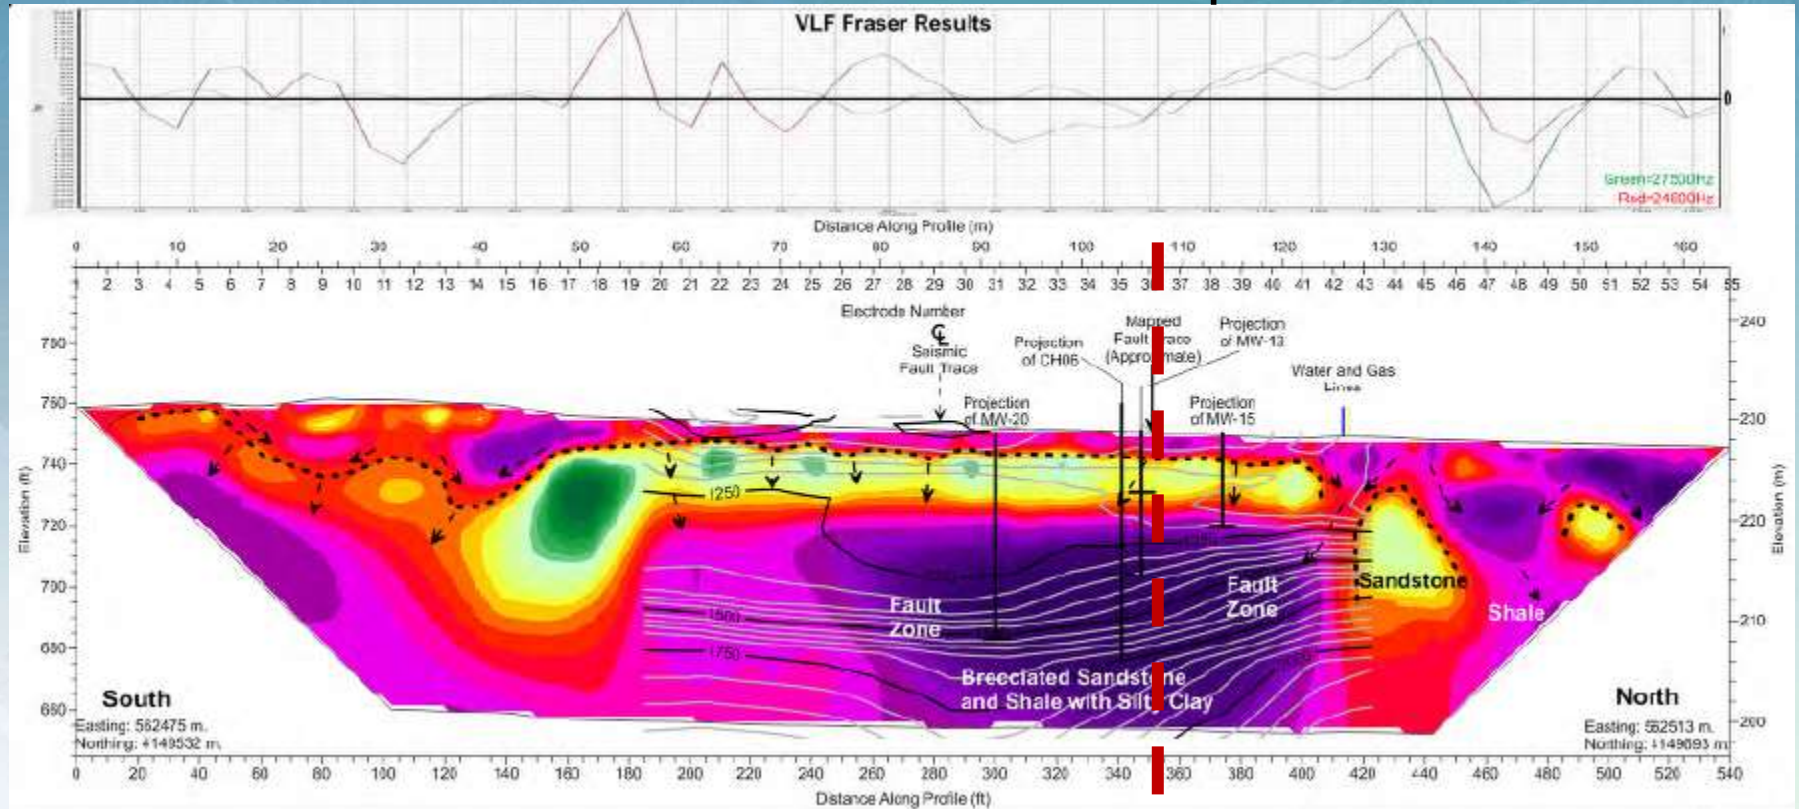 VLF Fraser Results
0
Green=27500Hz
Red=24800Hz
Distance Along Profile (m)
0 10 20 30 40 50 60 70 80 90 100 110 120 130 140 150 160
1 2 3 4 5 6 7 8 9 10 11 12 13 14 15 16 17 18 19 20 21 22 23 24 25 26 27 28 29 30 31 32 33 34 35 36 37 38 39 40 41 42 43 44 45 46 47 48 49 50 51 52 53 54 55
Electrode Number
Seismic
Fault Trace
Projection
of MW-20
Projection
of CH06
Mapped
Fault Trace
(Approximate)
Projection
of MW-13
Projection
of MW-15
Water and Gas
Lines
760
740
720
700
680
660
Elevation (ft)
240
230
220
210
200
Elevation (m)
1250
1500
1750
Fault
Zone
Fault
Zone
Brecciated Sandstone
and Shale with Silty Clay
Sandstone
Shale
South
Easting: 562475 m.
Northing: 4149532 m.
North
Easting: 562513 m.
Northing: 4149693 m
0 20 40 60 80 100 120 140 160 180 200 220 240 260 280 300 320 340 360 380 400 420 440 460 480 500 520 540
Distance Along Profile (ft)